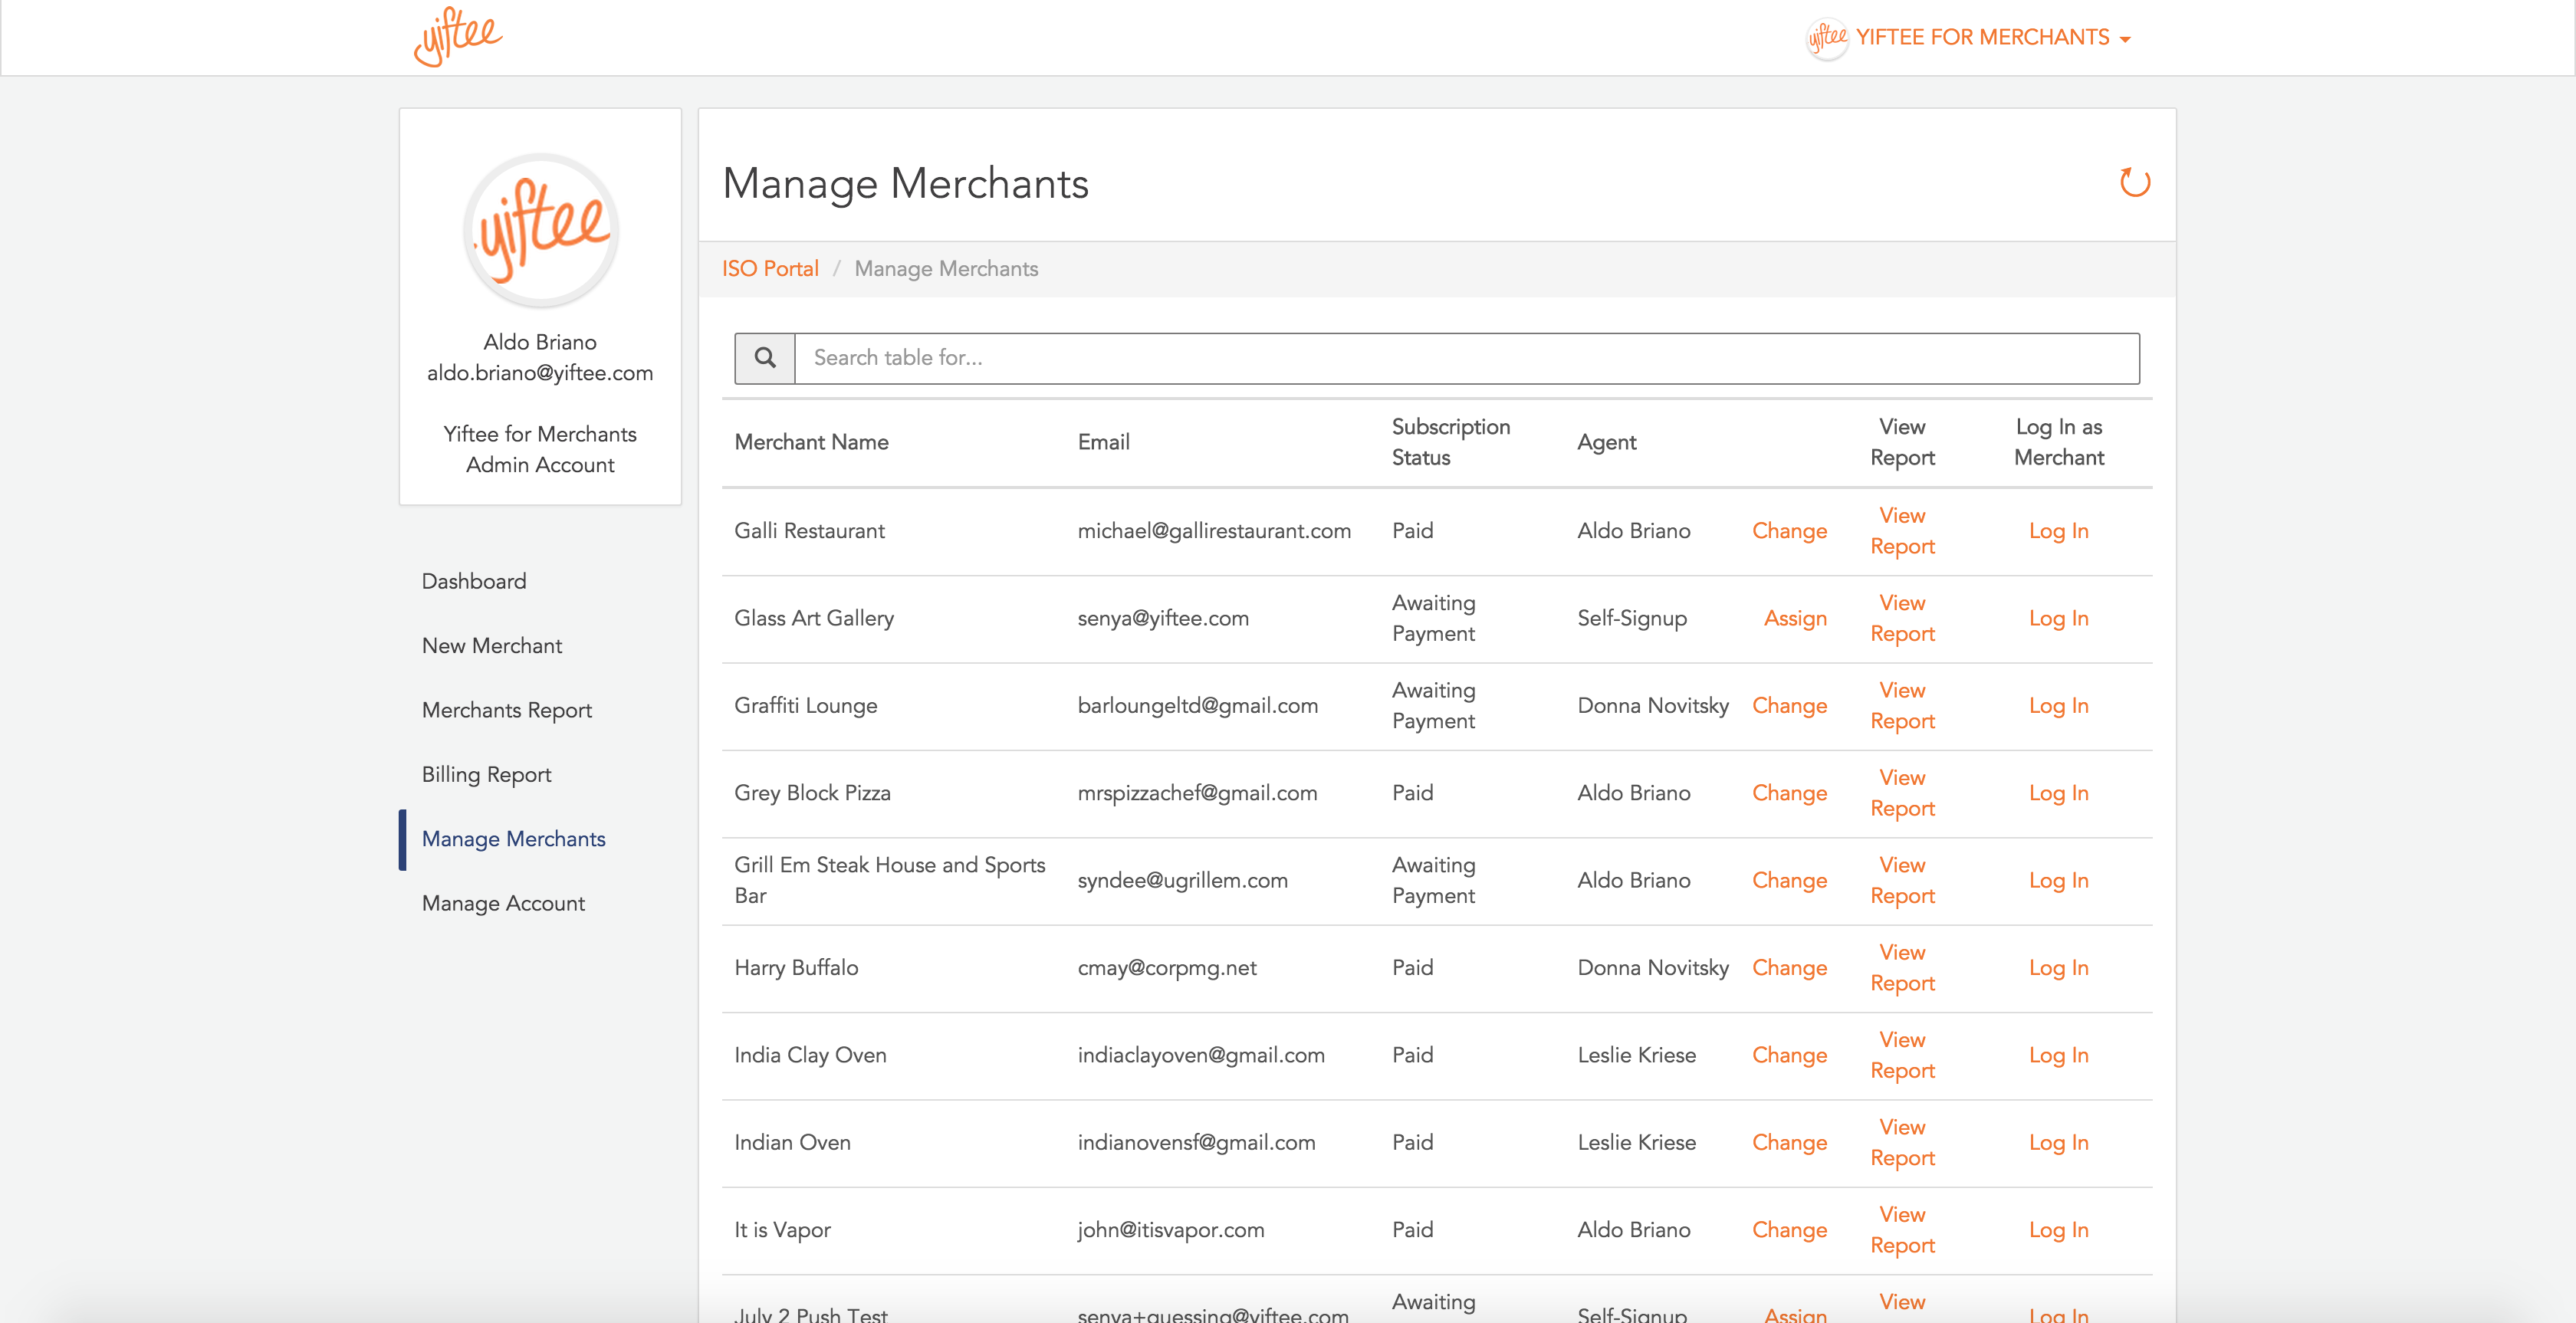 yiftee
yiftee YIFTEE FOR MERCHANTS
yiftee
Aldo Briano
aldo.briano@yiftee.com
Yiftee for Merchants
Admin Account
Dashboard
New Merchant
Merchants Report
Billing Report
Manage Merchants
Manage Account
Manage Merchants
ISO Portal / Manage Merchants
Search table for...
Merchant Name Email Subscription Status Agent View Report Log In as Merchant
Galli Restaurant michael@gallirestaurant.com Paid Aldo Briano Change View Report Log In
Glass Art Gallery senya@yiftee.com Awaiting Payment Self-Signup Assign View Report Log In
Graffiti Lounge barloungeltd@gmail.com Awaiting Payment Donna Novitsky Change View Report Log In
Grey Block Pizza mrspizzachef@gmail.com Paid Aldo Briano Change View Report Log In
Grill Em Steak House and Sports Bar syndee@ugrillem.com Awaiting Payment Aldo Briano Change View Report Log In
Harry Buffalo cmay@corpmg.net Paid Donna Novitsky Change View Report Log In
India Clay Oven indiaclayoven@gmail.com Paid Leslie Kriese Change View Report Log In
Indian Oven indianovensf@gmail.com Paid Leslie Kriese Change View Report Log In
It is Vapor john@itisvapor.com Paid Aldo Briano Change View Report Log In
July 2 Push Test senya+guessing@yiftee.com Awaiting Self-Signup Assign View Log In